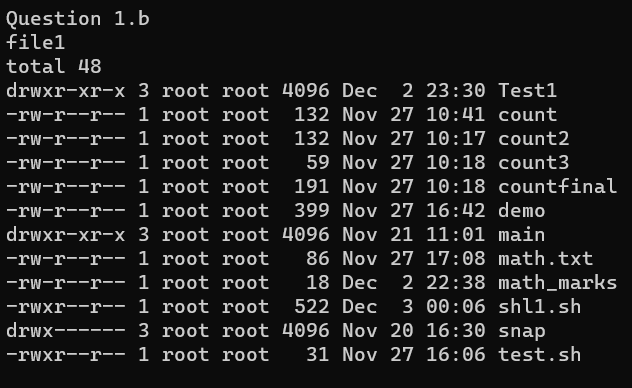 Question 1.b
file1
total 48
drwxr-xr-x 3 root root 4096 Dec  2 23:30 Test1
-rw-r--r-- 1 root root  132 Nov 27 10:41 count
-rw-r--r-- 1 root root  132 Nov 27 10:17 count2
-rw-r--r-- 1 root root   59 Nov 27 10:18 count3
-rw-r--r-- 1 root root  191 Nov 27 10:18 countfinal
-rw-r--r-- 1 root root  399 Nov 27 16:42 demo
drwxr-xr-x 3 root root 4096 Nov 21 11:01 main
-rw-r--r-- 1 root root   86 Nov 27 17:08 math.txt
-rw-r--r-- 1 root root   18 Dec  2 22:38 math_marks
-rwxr--r-- 1 root root  522 Dec  3 00:06 shl1.sh
drwx------ 3 root root 4096 Nov 20 16:30 snap
-rwxr--r-- 1 root root   31 Nov 27 16:06 test.sh